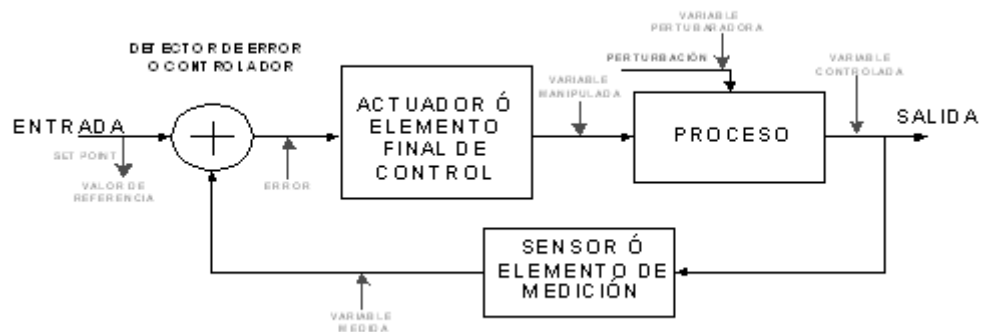 DETECTOR DE ERROR
O CONTROLADOR
VARIABLE
PERTUBARADORA
PERTURBACIÓN
VARIABLE
CONTROLADA
VARIABLE
MANIPULADA
ENTRADA
SET POINT
VALOR DE
REFERENCIA
ERROR
ACTUADOR Ó
ELEMENTO
FINAL DE
CONTROL
PROCESO
SALIDA
SENSOR Ó
ELEMENTO DE
MEDICIÓN
VARIABLE
MEDIDA